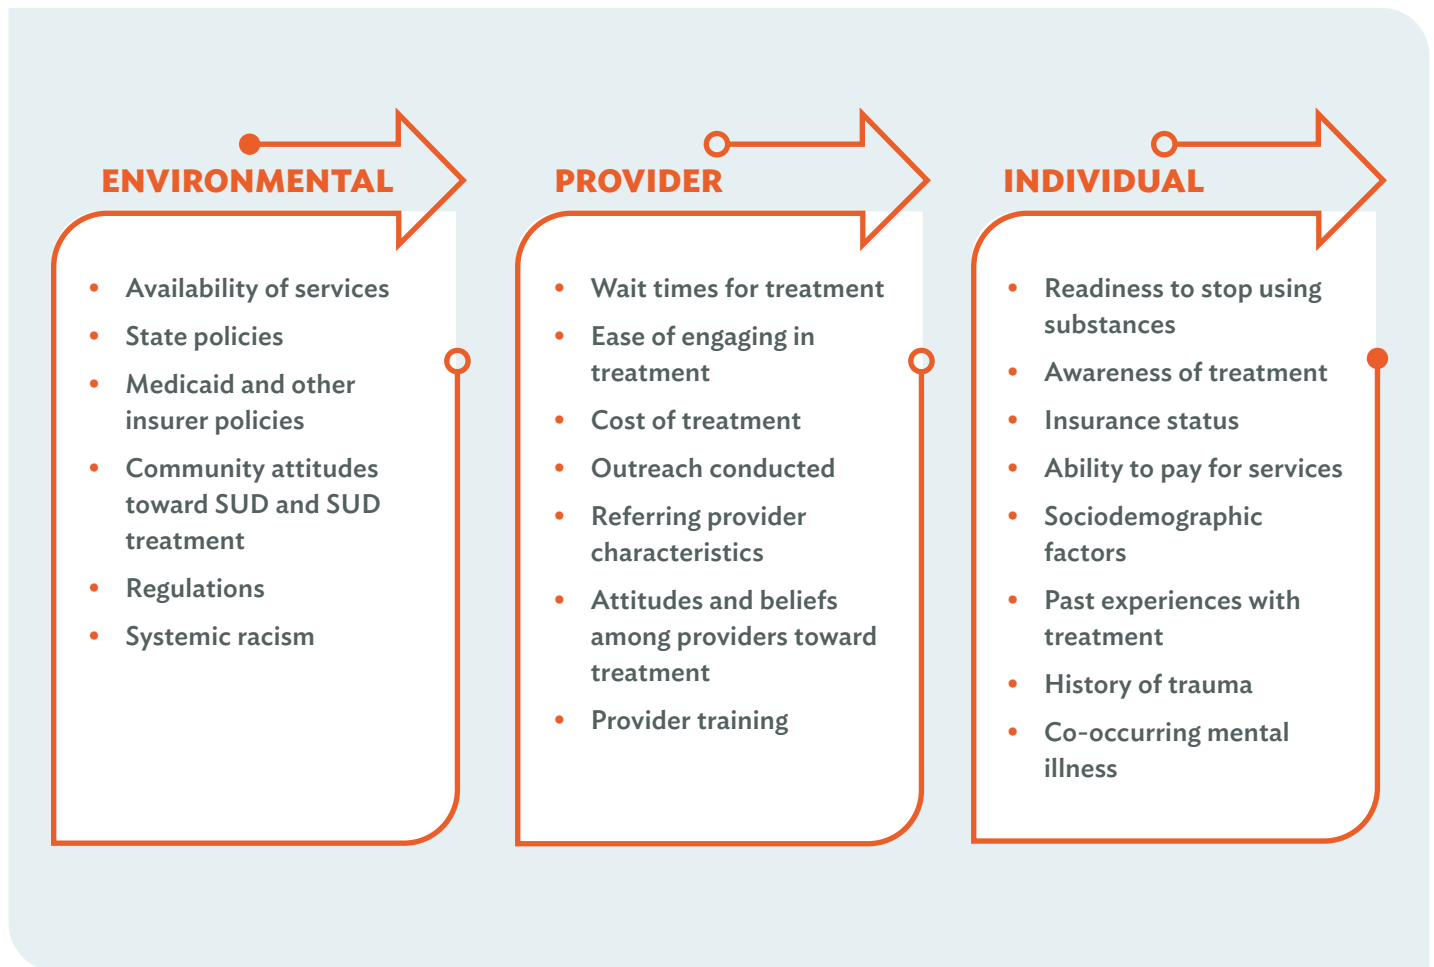 ENVIRONMENTAL
• Availability of services
• State policies
• Medicaid and other
insurer policies
• Community attitudes
toward SUD and SUD
treatment
• Regulations
• Systemic racism
PROVIDER
• Wait times for treatment
• Ease of engaging in
treatment
• Cost of treatment
• Outreach conducted
• Referring provider
characteristics
• Attitudes and beliefs
among providers toward
treatment
• Provider training
INDIVIDUAL
• Readiness to stop using
substances
• Awareness of treatment
• Insurance status
• Ability to pay for services
• Sociodemographic
factors
• Past experiences with
treatment
• History of trauma
• Co-occurring mental
illness